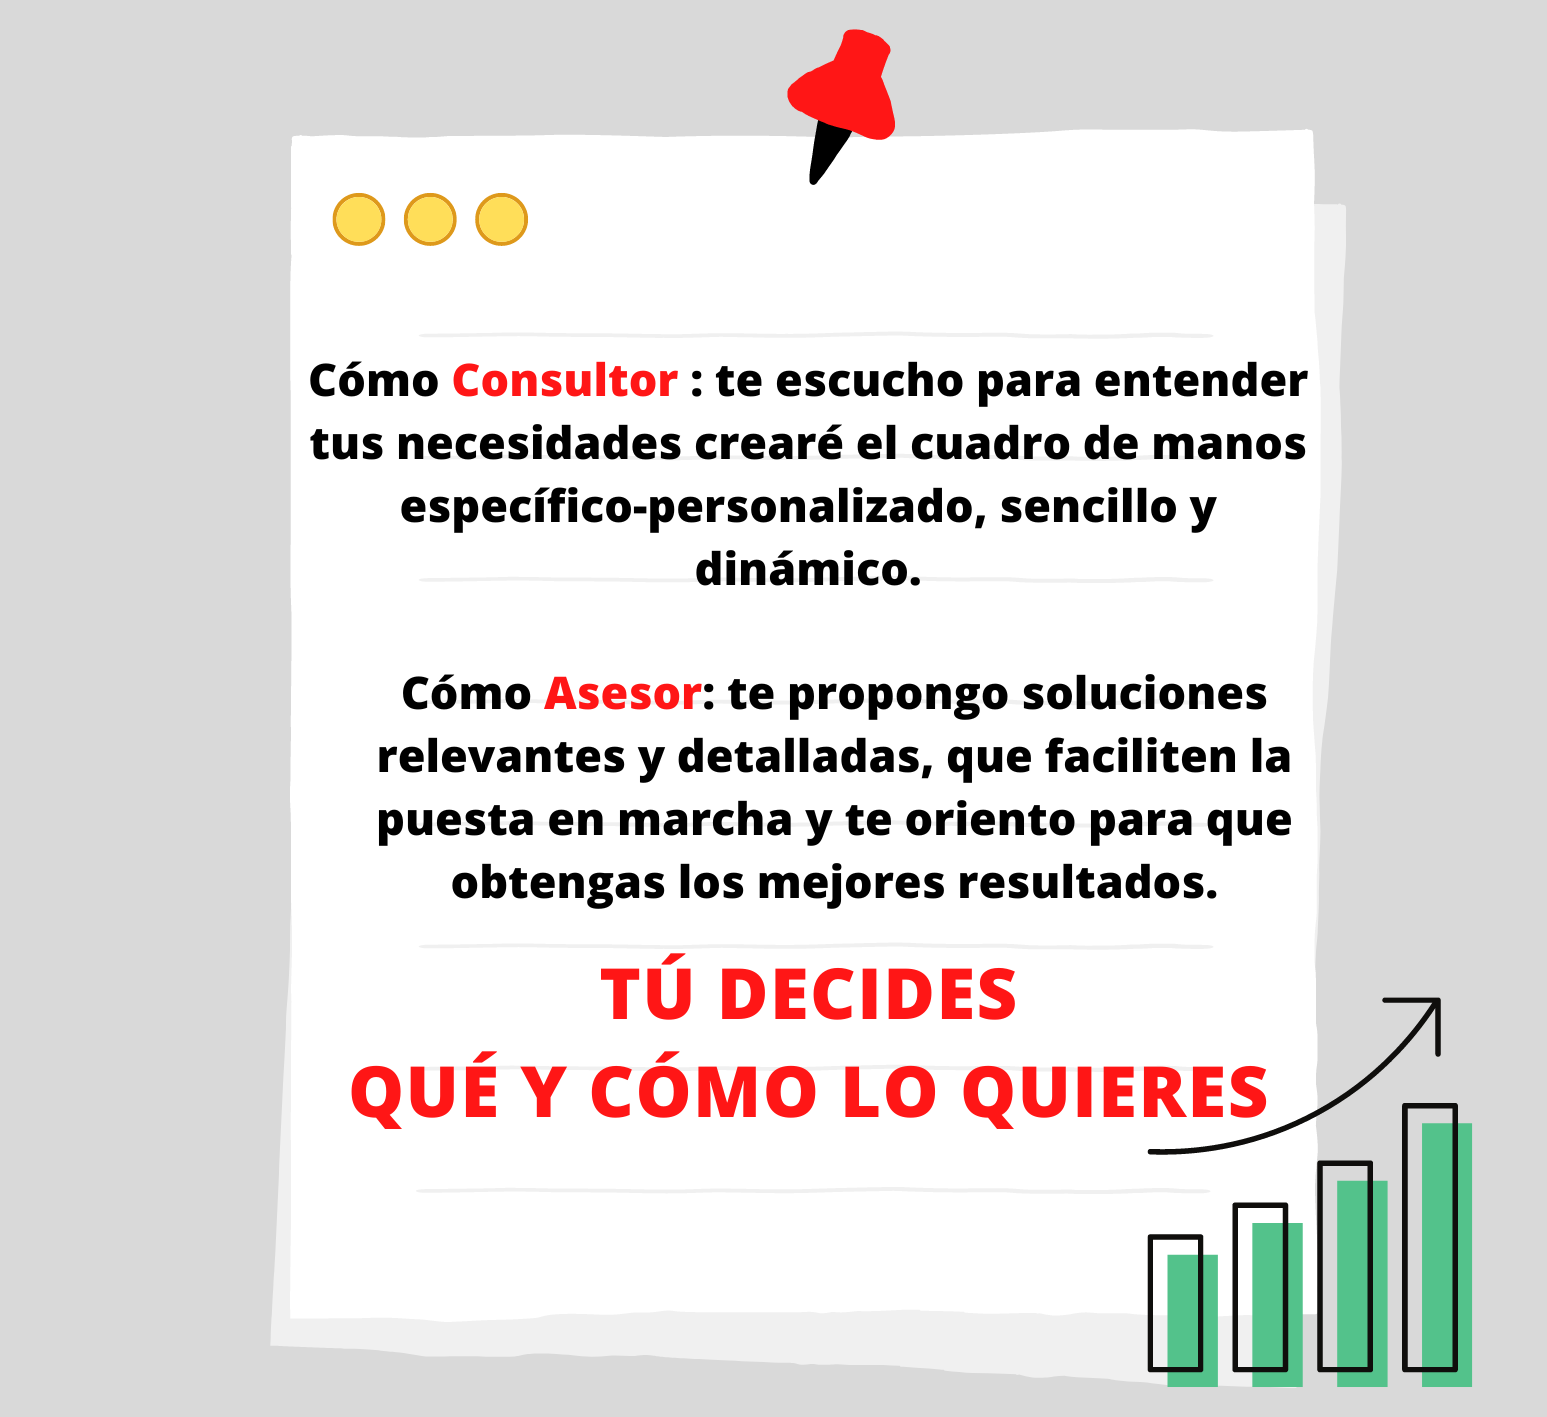 Cómo Consultor : te escucho para entender
tus necesidades crearé el cuadro de manos
específico-personalizado, sencillo y
dinámico.
Cómo Asesor: te propongo soluciones
relevantes y detalladas, que faciliten la
puesta en marcha y te oriento para que
obtengas los mejores resultados.
TÚ DECIDES
QUÉ Y CÓMO LO QUIERES